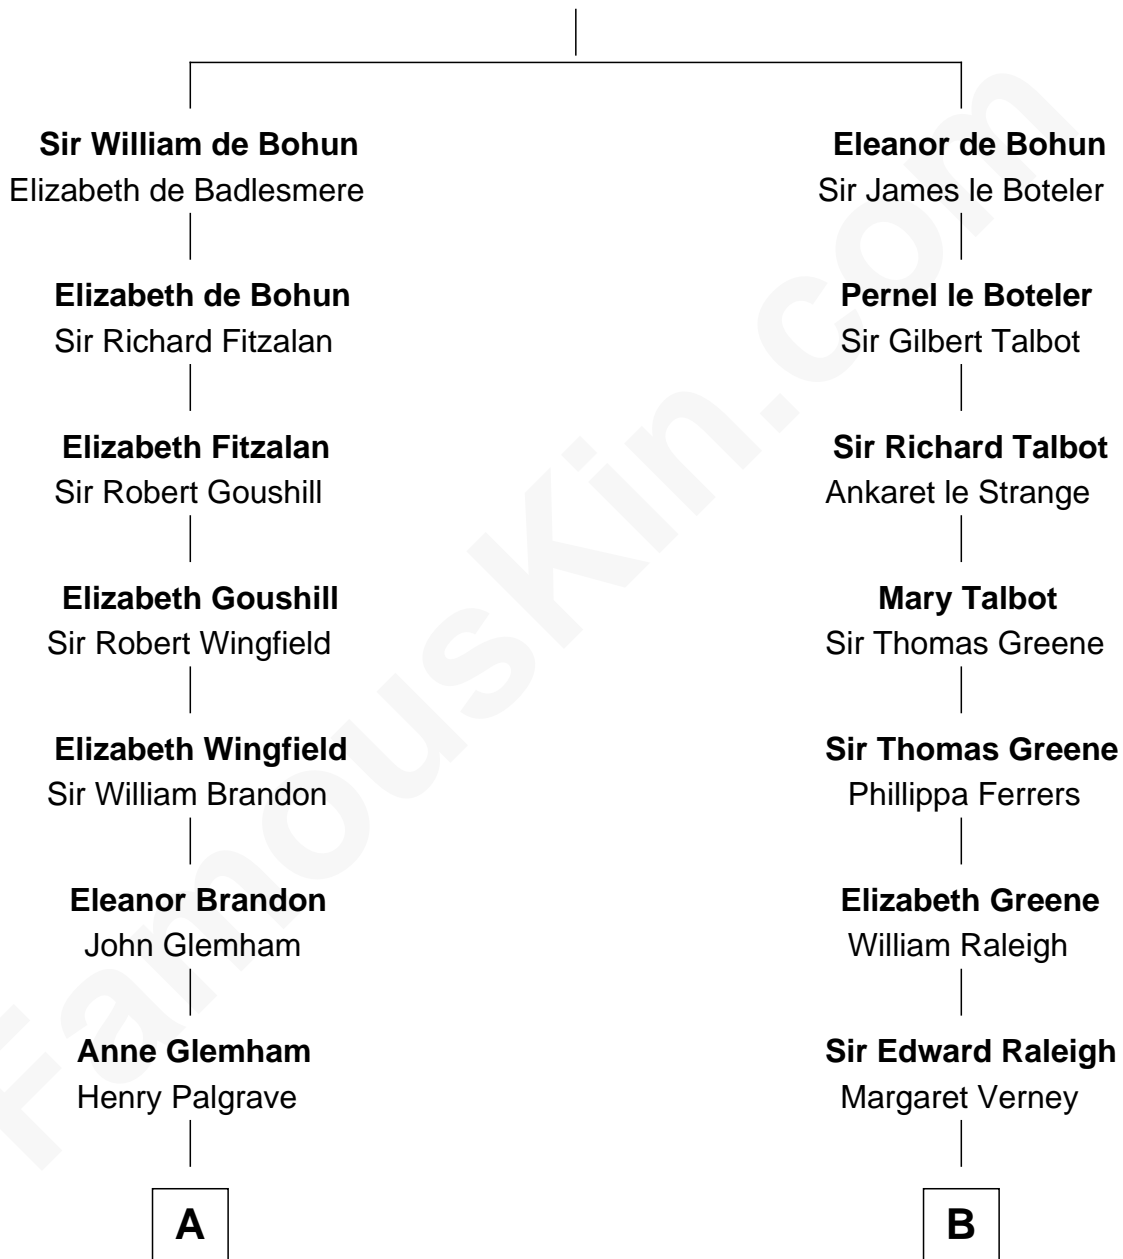 Sir William de Bohun
Elizabeth de Badlesmere
Elizabeth de Bohun
Sir Richard Fitzalan
Elizabeth Fitzalan
Sir Robert Goushill
Elizabeth Goushill
Sir Robert Wingfield
Elizabeth Wingfield
Sir William Brandon
Eleanor Brandon
John Glemham
Anne Glemham
Henry Palgrave
A
Eleanor de Bohun
Sir James le Boteler
Pernel le Boteler
Sir Gilbert Talbot
Sir Richard Talbot
Ankaret le Strange
Mary Talbot
Sir Thomas Greene
Sir Thomas Greene
Phillippa Ferrers
Elizabeth Greene
William Raleigh
Sir Edward Raleigh
Margaret Verney
B
FamousKin.com